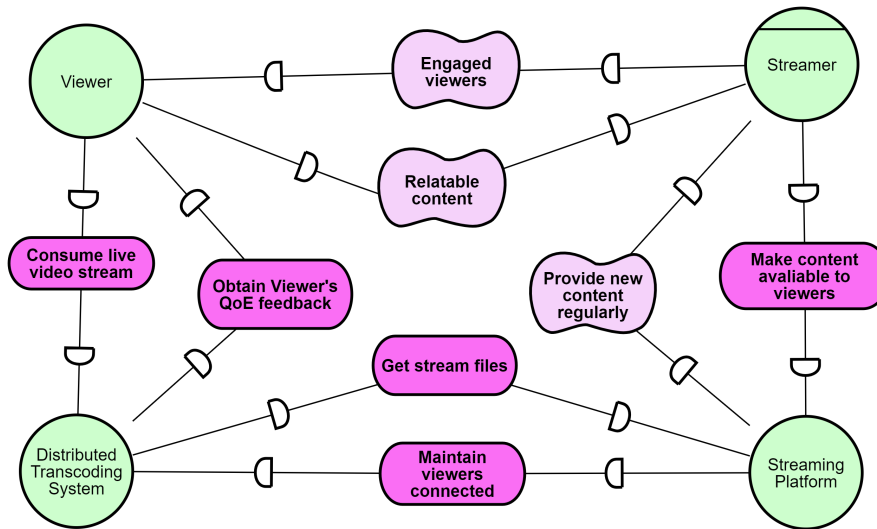 Viewer
Engaged
viewers
Streamer
Relatable
content
Consume live
video stream
Obtain Viewer's
QoE feedback
Provide new
content
regularly
Make content
avaliable to
viewers
Get stream files
Distributed
Transcoding
System
Maintain
viewers
connected
Streaming
Platform